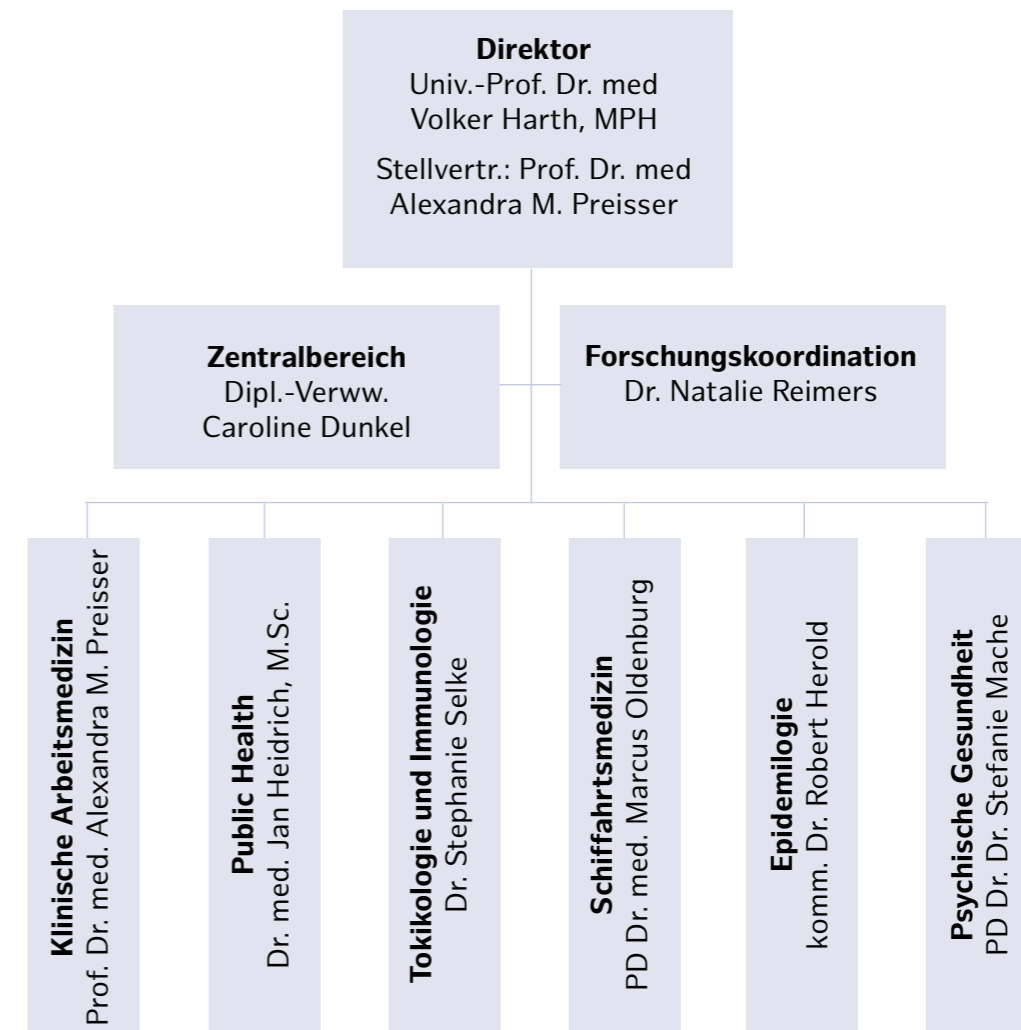 Direktor
Univ.-Prof. Dr. med
Volker Harth, MPH
Stellvertr.: Prof. Dr. med
Alexandra M. Preisser
Zentralbereich
Dipl.-Verww.
Caroline Dunkel
Forschungskoordination
Dr. Natalie Reimers
Klinische Arbeitsmedizin
Prof. Dr. med. Alexandra M. Preisser
Public Health
Dr. med. Jan Heidrich, M.Sc.
Tokikologie und Immunologie
Dr. Stephanie Selke
Schiffahrtsmedizin
PD Dr. med. Marcus Oldenburg
Epidemilogie
komm. Dr. Robert Herold
Psychische Gesundheit
PD Dr. Dr. Stefanie Mache